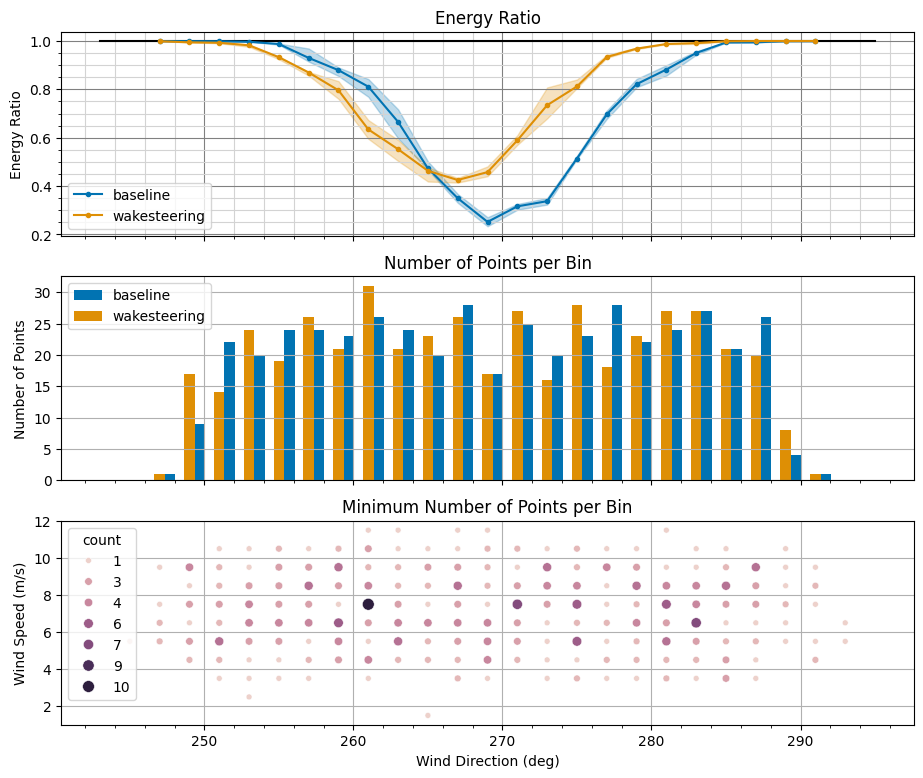 Energy Ratio
Energy Ratio
1.0
0.8
0.6
0.4
0.2
baseline
wakesteering
Number of Points per Bin
Number of Points
30
25
20
15
10
5
0
baseline
wakesteering
Minimum Number of Points per Bin
Wind Speed (m/s)
12
10
8
6
4
2
count
1
3
4
6
7
9
10
250 260 270 280 290
Wind Direction (deg)